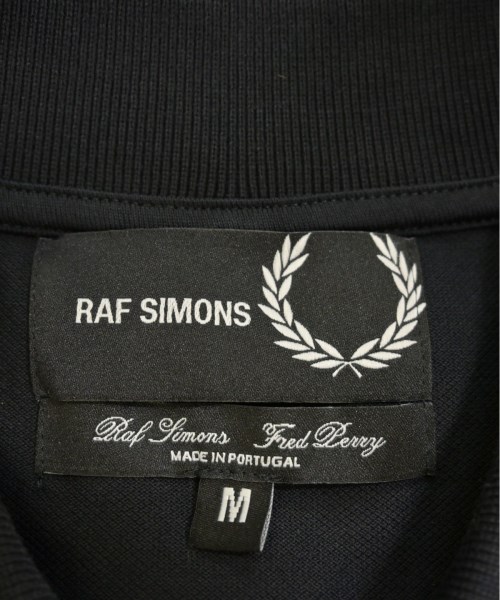 RAF SIMONS
Raf Simons Fred Perry
MADE IN PORTUGAL
M